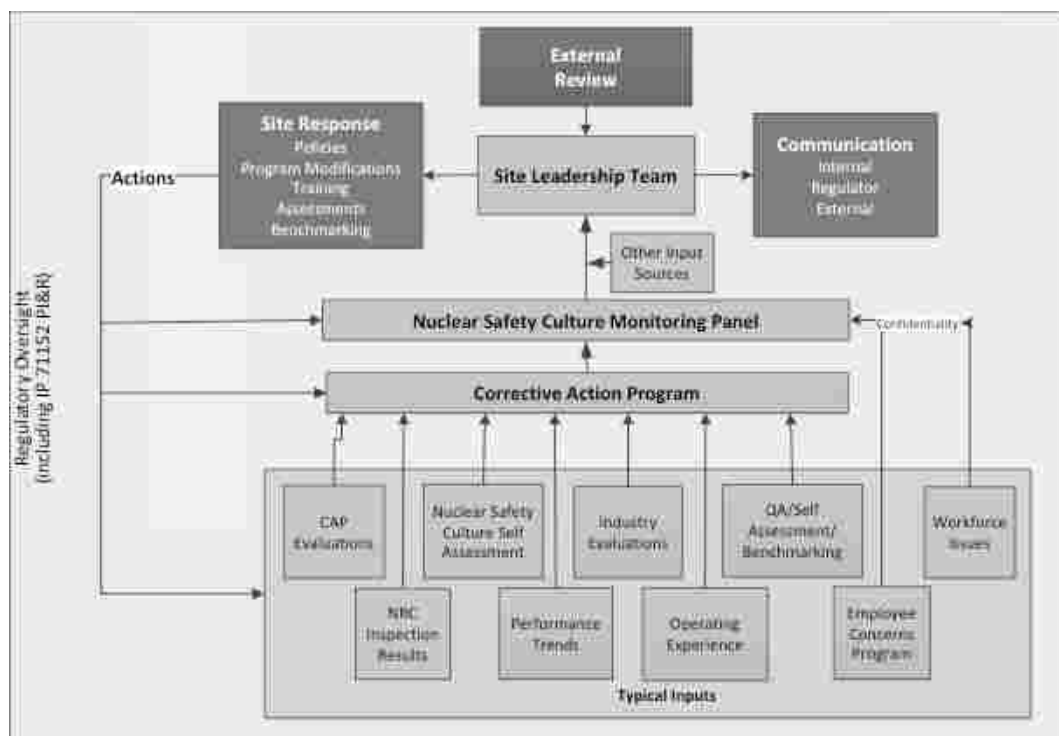 External
Review
Site Response
Policies
Program Modifications
Training
Assessments
Benchmarking
Actions
Site Leadership Team
Communication
Internal
Regulator
External
Other Input
Sources
Regulatory Oversight
(including IP 71152 PI&R)
Nuclear Safety Culture Monitoring Panel
Confidentiality
Corrective Action Program
CAP
Evaluations
Nuclear Safety
Culture Self
Assessment
Industry
Evaluations
QA/Self
Assessment/
Benchmarking
Workforce
Issues
NRC
Inspection
Results
Performance
Trends
Operating
Experience
Employee
Concerns
Program
Typical Inputs